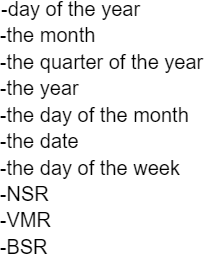 -day of the year
-the month
-the quarter of the year
-the year
-the day of the month
-the date
-the day of the week
-NSR
-VMR
-BSR